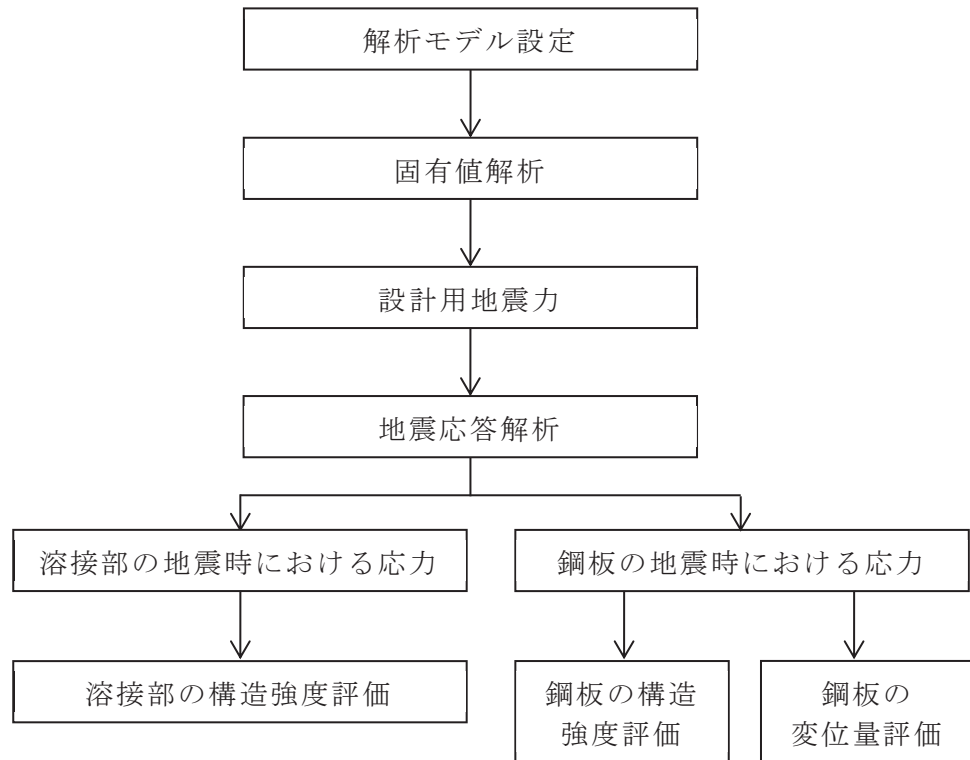 解析モデル設定
固有値解析
設計用地震力
地震応答解析
溶接部の地震時における応力
鋼板の地震時における応力
溶接部の構造強度評価
鋼板の構造
強度評価
鋼板の
変位量評価